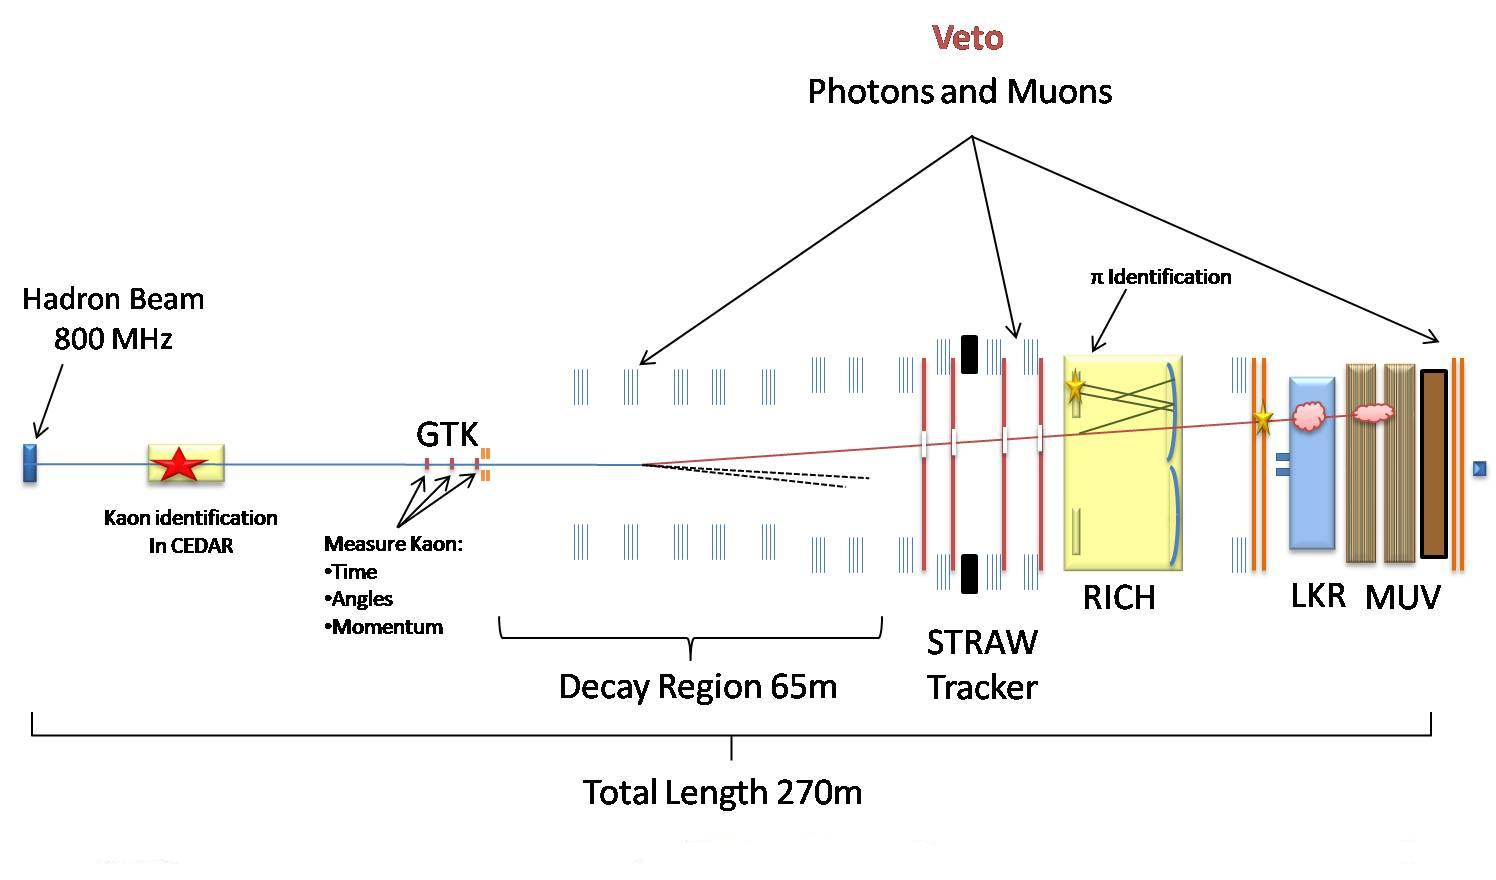 Veto
Photons and Muons
π Identification
Hadron Beam
800 MHz
GTK
Kaon identification
In CEDAR
Measure Kaon:
•Time
•Angles
•Momentum
RICH
LKR
MUV
STRAW
Tracker
Decay Region 65m
Total Length 270m